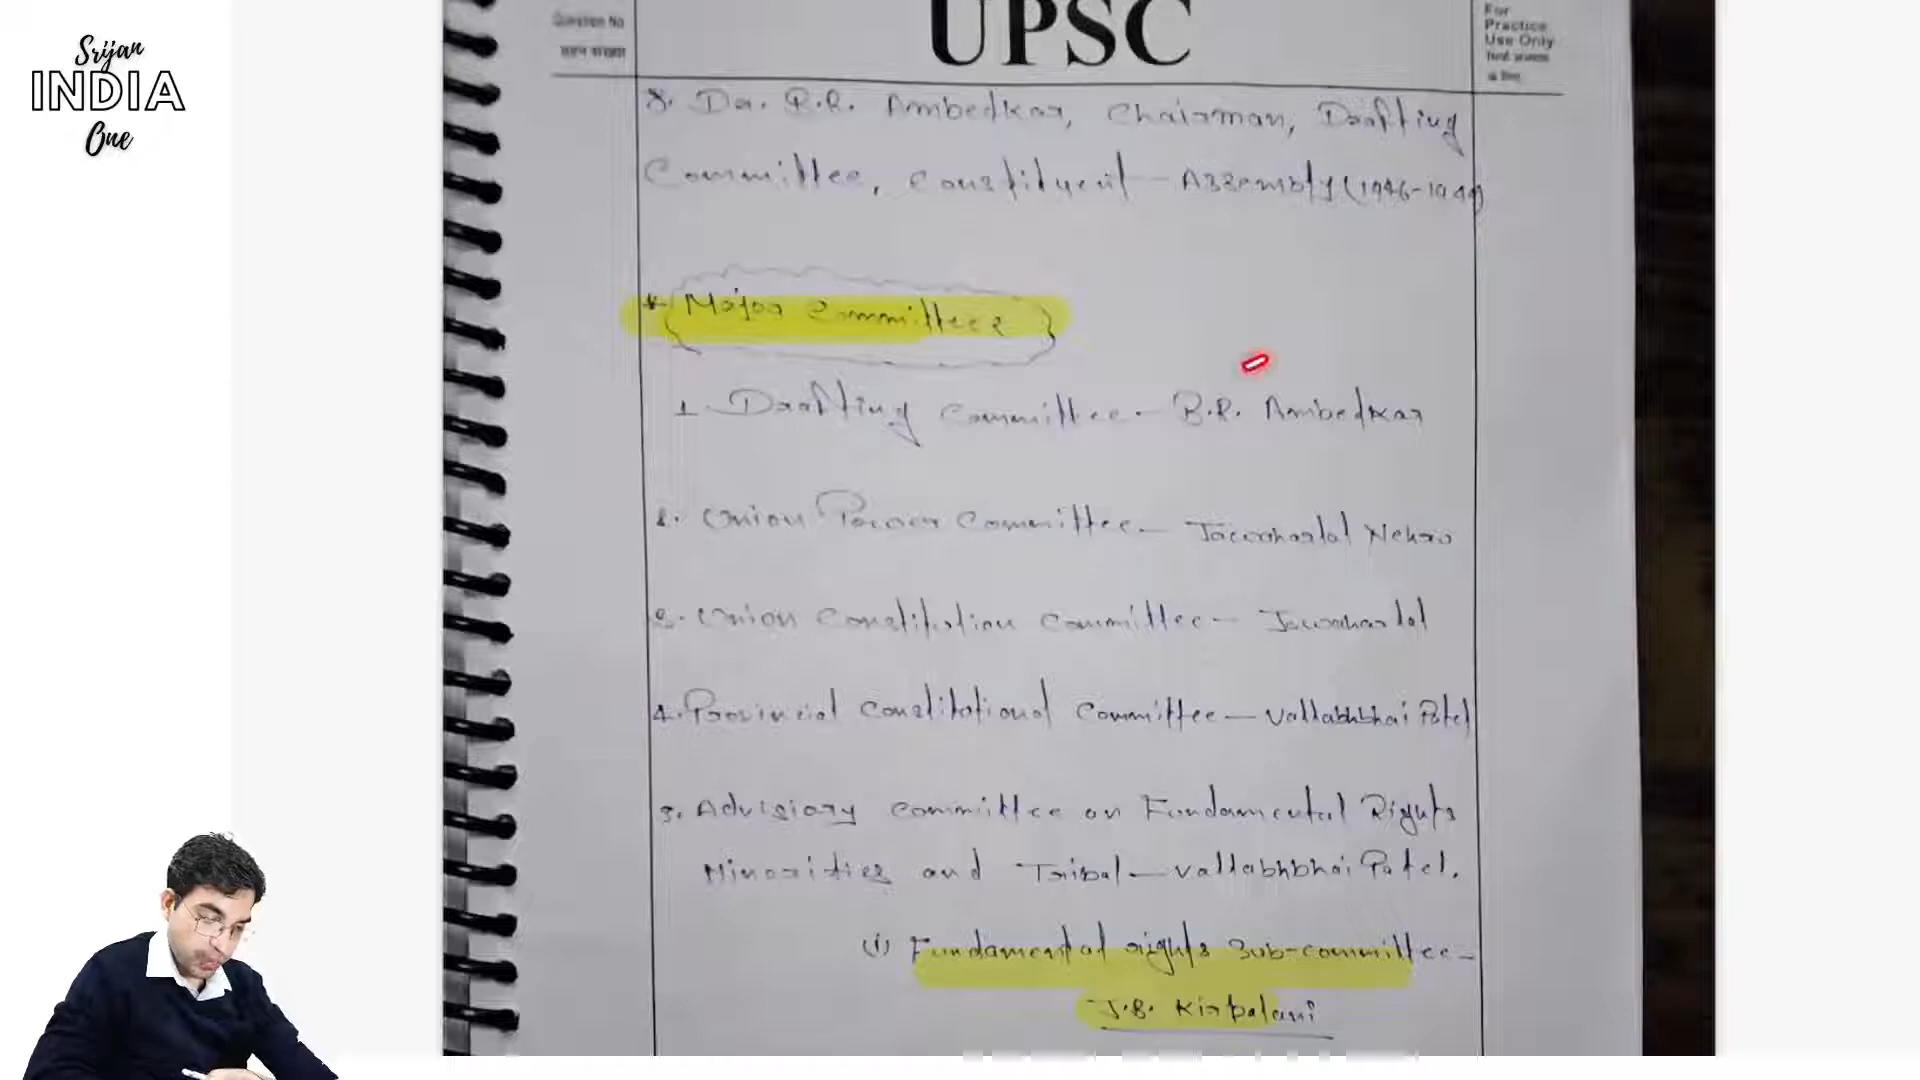 Srijan
INDIA
One
Question No
प्रश्न संख्या
UPSC
For
Practice
Use Only
8. Dr. B.R. Ambedkar, Chairman, Drafting
Committee, Constituent Assembly (1946-1949)
* Major Committees
1. Drafting Committee - B.R. Ambedkar
2. Union Power Committee - Jawaharlal Nehru
3. Union Constitution Committee - Jawaharlal
4. Provincial Constitutional Committee - Vallabhbhai Patel
5. Advisiory Committee on Fundamental Rights
Minorities and Tribal - Vallabhbhai Patel.
(i) Fundamental rights Sub-committee -
J.B. Kirpalani